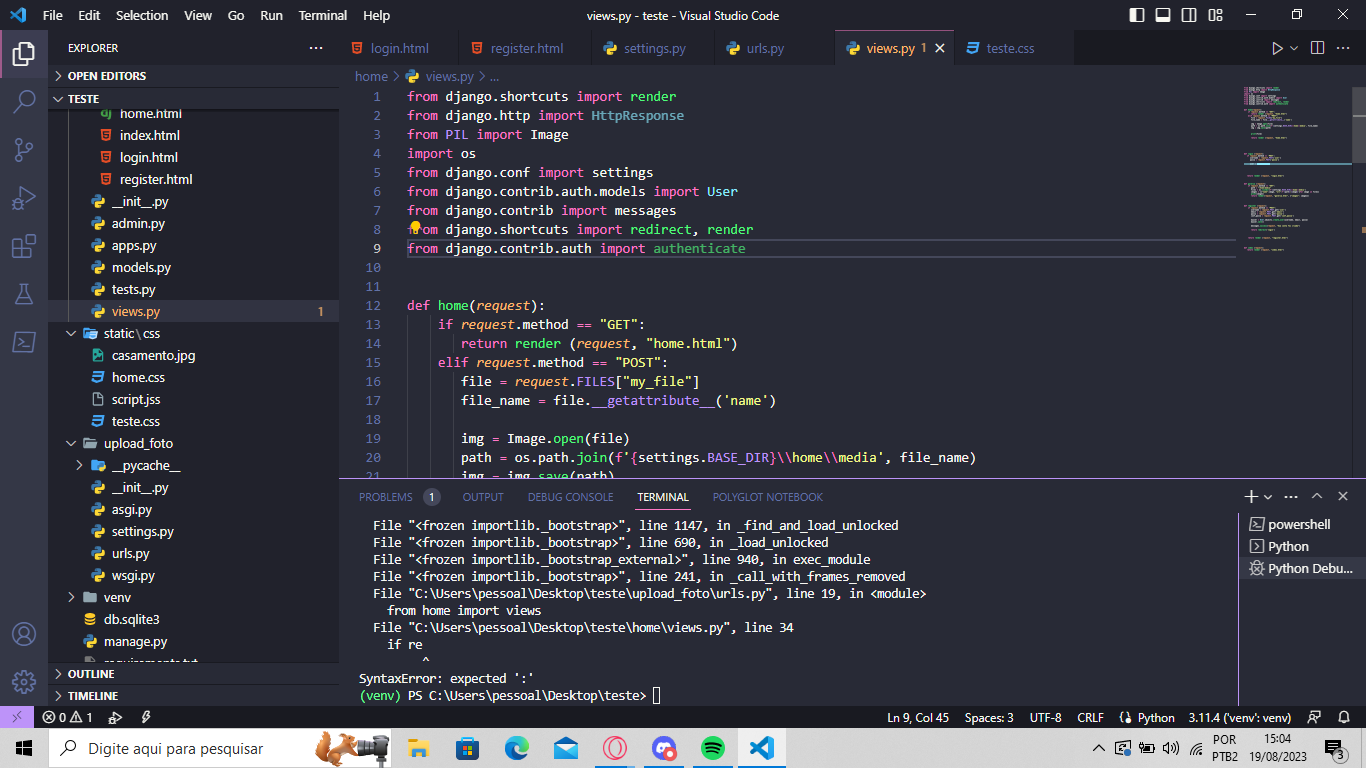 File Edit Selection View Go Run Terminal Help
views.py - teste - Visual Studio Code
EXPLORER
OPEN EDITORS
TESTE
home.html
index.html
login.html
register.html
__init__.py
admin.py
apps.py
models.py
tests.py
views.py 1
static\css
casamento.jpg
home.css
script.jss
teste.css
upload_foto
__pycache__
__init__.py
asgi.py
settings.py
urls.py
wsgi.py
venv
db.sqlite3
manage.py
requirements.txt
OUTLINE
TIMELINE
login.html register.html settings.py urls.py views.py 1 teste.css
home > views.py > ...
1 from django.shortcuts import render
2 from django.http import HttpResponse
3 from PIL import Image
4 import os
5 from django.conf import settings
6 from django.contrib.auth.models import User
7 from django.contrib import messages
8 from django.shortcuts import redirect, render
9 from django.contrib.auth import authenticate
10
11
12 def home(request):
13 if request.method == "GET":
14 return render (request, "home.html")
15 elif request.method == "POST":
16 file = request.FILES["my_file"]
17 file_name = file.__getattribute__('name')
18
19 img = Image.open(file)
20 path = os.path.join(f'{settings.BASE_DIR}\\home\\media', file_name)
21 img = img.save(path)
PROBLEMS 1 OUTPUT DEBUG CONSOLE TERMINAL POLYGLOT NOTEBOOK
File "<frozen importlib._bootstrap>", line 1147, in _find_and_load_unlocked
File "<frozen importlib._bootstrap>", line 690, in _load_unlocked
File "<frozen importlib._bootstrap_external>", line 940, in exec_module
File "<frozen importlib._bootstrap>", line 241, in _call_with_frames_removed
File "C:\Users\pessoal\Desktop\teste\upload_foto\urls.py", line 19, in <module>
from home import views
File "C:\Users\pessoal\Desktop\teste\home\views.py", line 34
if re
^
SyntaxError: expected ':'
(venv) PS C:\Users\pessoal\Desktop\teste>
powershell
Python
Python Debu...
0 1
Ln 9, Col 45 Spaces: 3 UTF-8 CRLF Python 3.11.4 ('venv': venv)
Digite aqui para pesquisar
POR
PTB2
15:04
19/08/2023
3